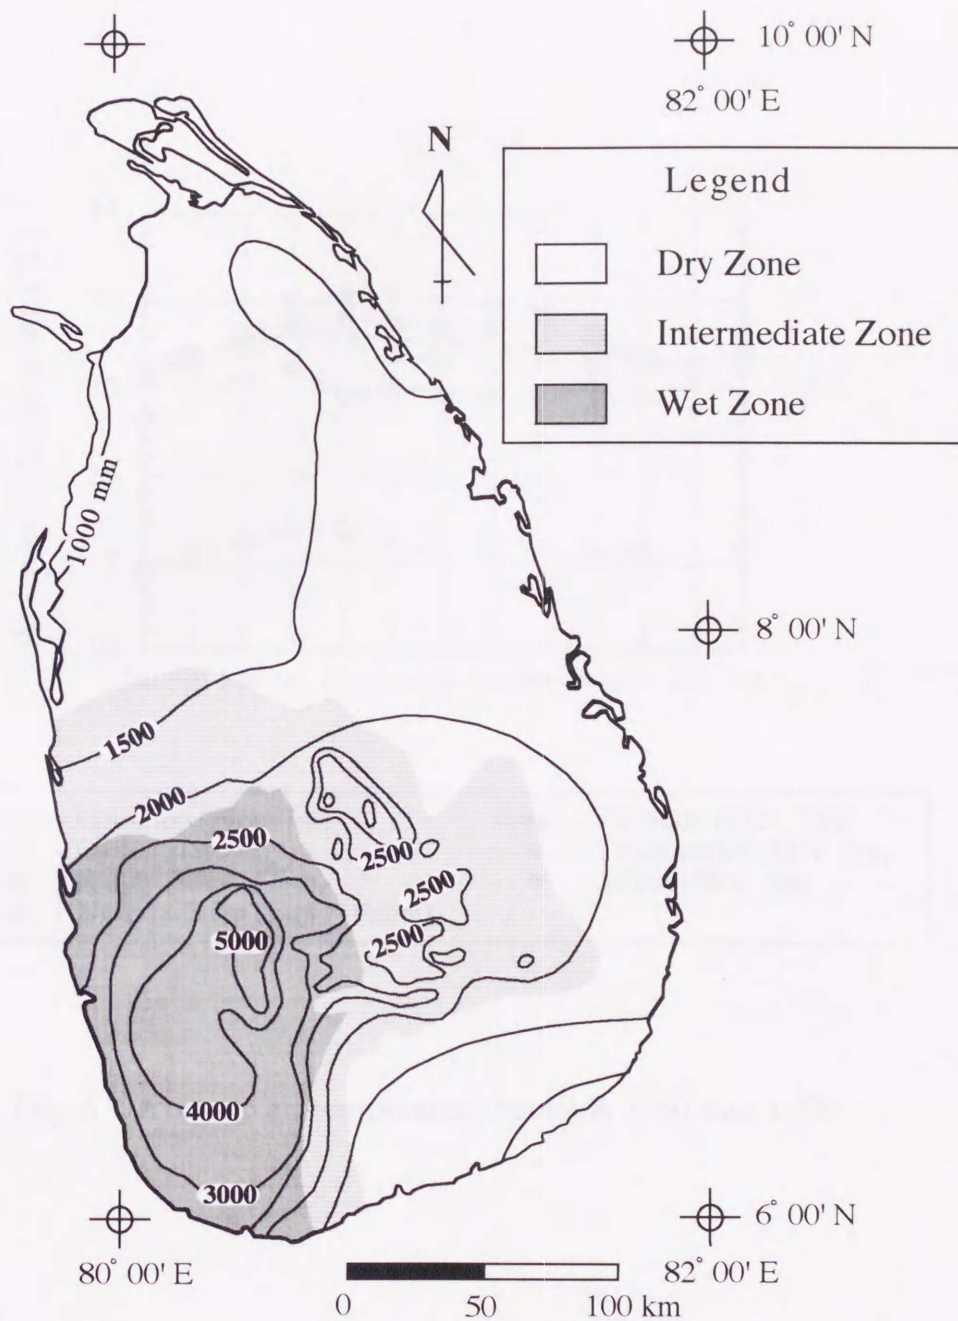 10° 00' N
82° 00' E
N
Legend
Dry Zone
Intermediate Zone
Wet Zone
1000 mm
8° 00' N
1500
2000
2500
2500
2500
5000
2500
4000
3000
6° 00' N
80° 00' E
82° 00' E
0 50 100 km